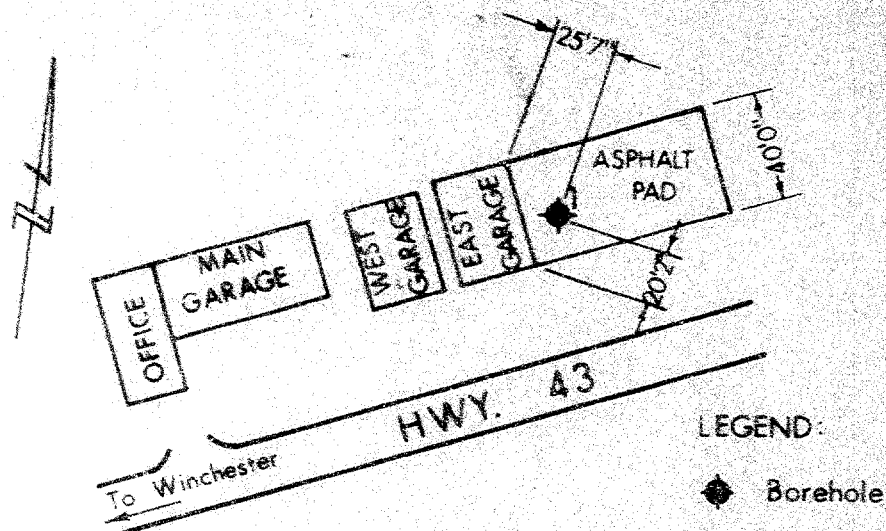 25'7"
40'0"
ASPHALT
PAD
1
EAST
GARAGE
WEST
GARAGE
MAIN
GARAGE
OFFICE
20'2"
HWY. 43
To Winchester
LEGEND:
Borehole
N